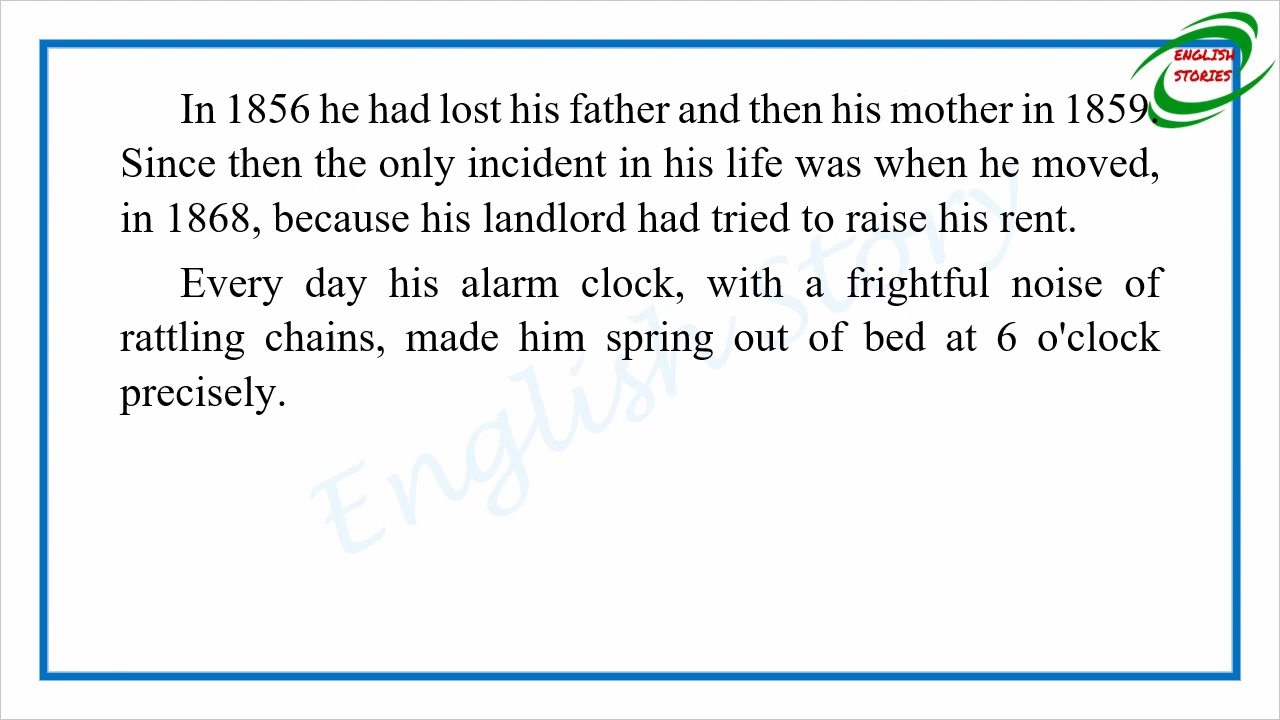 ENGLISH
STORIES
In 1856 he had lost his father and then his mother in 1859.
Since then the only incident in his life was when he moved,
in 1868, because his landlord had tried to raise his rent.
Every day his alarm clock, with a frightful noise of
rattling chains, made him spring out of bed at 6 o'clock
precisely.
English Story